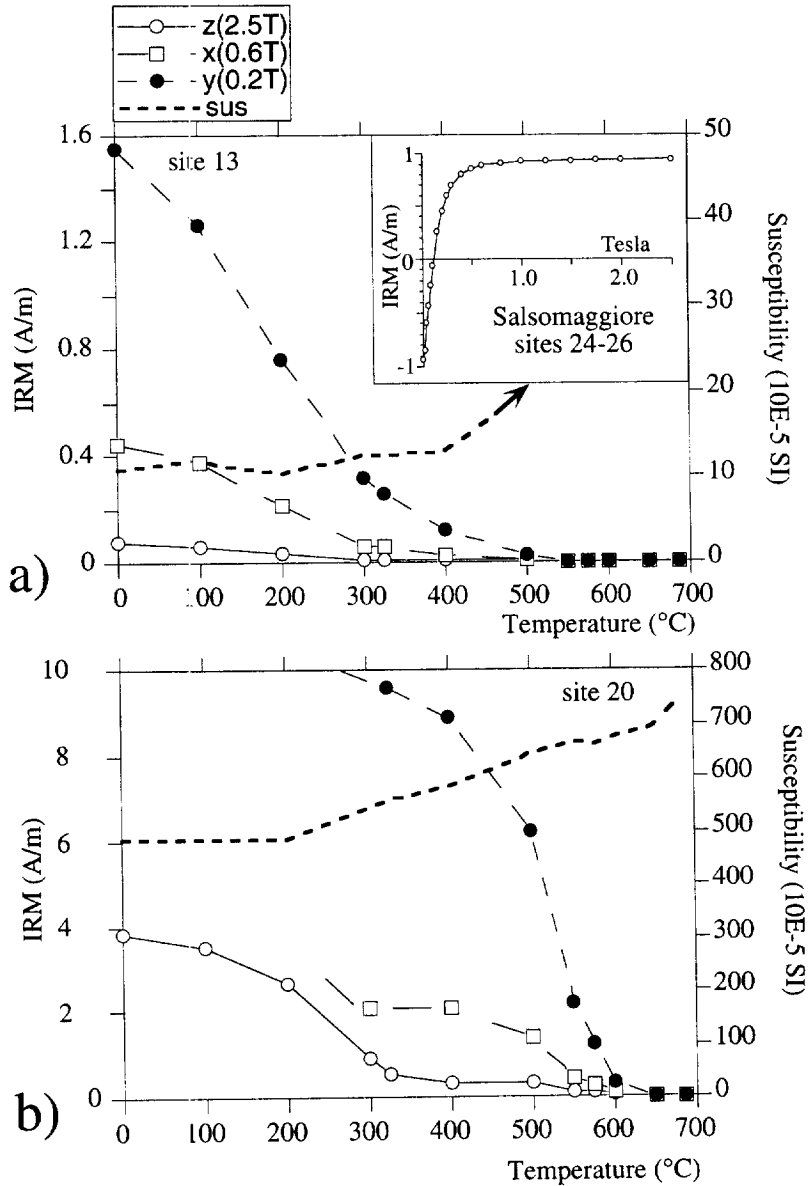 z(2.5T)
x(0.6T)
y(0.2T)
sus
a)
site 13
IRM (A/m)
1.6
1.2
0.8
0.4
0
0 100 200 300 400 500 600 700
Temperature (°C)
50
40
30
20
10
0
Susceptibility (10E-5 SI)
IRM (A/m)
1
0
-1
1.0 2.0
Tesla
Salsomaggiore
sites 24-26
b)
site 20
IRM (A/m)
10
8
6
4
2
0
0 100 200 300 400 500 600 700
Temperature (°C)
800
700
600
500
400
300
200
100
0
Susceptibility (10E-5 SI)